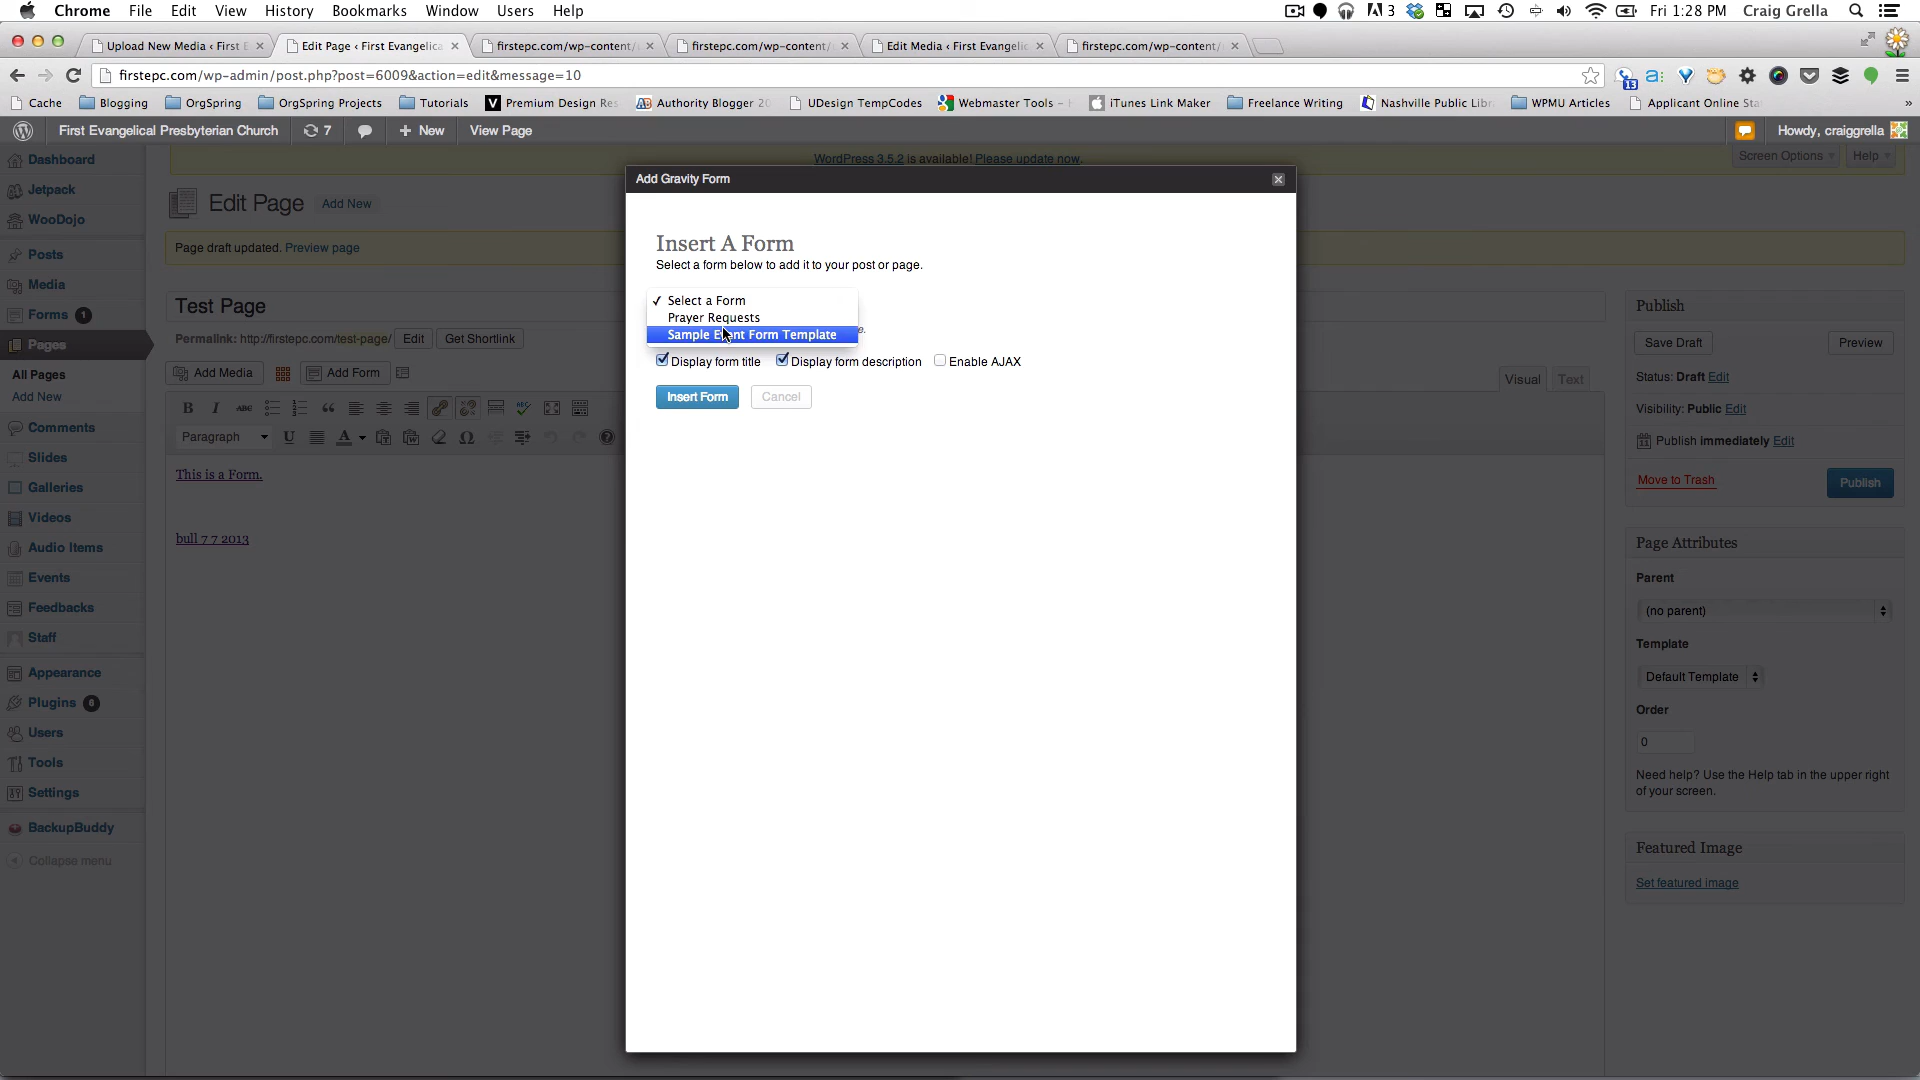 Chrome File Edit View History Bookmarks Window Users Help 3 Fri 1:28 PM Craig Grella
Upload New Media ‹ First E Edit Page ‹ First Evangelica firstepc.com/wp-content/ firstepc.com/wp-content/ Edit Media ‹ First Evangelic firstepc.com/wp-content/
firstepc.com/wp-admin/post.php?post=6009&action=edit&message=10 13
Cache Blogging OrgSpring OrgSpring Projects Tutorials Premium Design Res Authority Blogger 20 UDesign TempCodes Webmaster Tools – iTunes Link Maker Freelance Writing Nashville Public Libr WPMU Articles Applicant Online Sta »
First Evangelical Presbyterian Church 7 + New View Page Howdy, craiggrella
Dashboard
Jetpack
WooDojo
Posts
Media
Forms 1
Pages
All Pages
Add New
Comments
Slides
Galleries
Videos
Audio Items
Events
Feedbacks
Staff
Appearance
Plugins 6
Users
Tools
Settings
BackupBuddy
Collapse menu
WordPress 3.5.2 is available! Please update now.
Screen Options Help
Edit Page Add New
Page draft updated. Preview page
Test Page
Permalink: http://firstepc.com/test-page/ Edit Get Shortlink
Add Media Add Form
Visual Text
B I ABC
Paragraph U A Ω
This is a Form.
bull 7 7 2013
Add Gravity Form
Insert A Form
Select a form below to add it to your post or page.
✓ Select a Form
Prayer Requests
Sample Event Form Template
Display form title Display form description Enable AJAX
Insert Form Cancel
Publish
Save Draft Preview
Status: Draft Edit
Visibility: Public Edit
Publish immediately Edit
Move to Trash Publish
Page Attributes
Parent
(no parent)
Template
Default Template
Order
0
Need help? Use the Help tab in the upper right
of your screen.
Featured Image
Set featured image